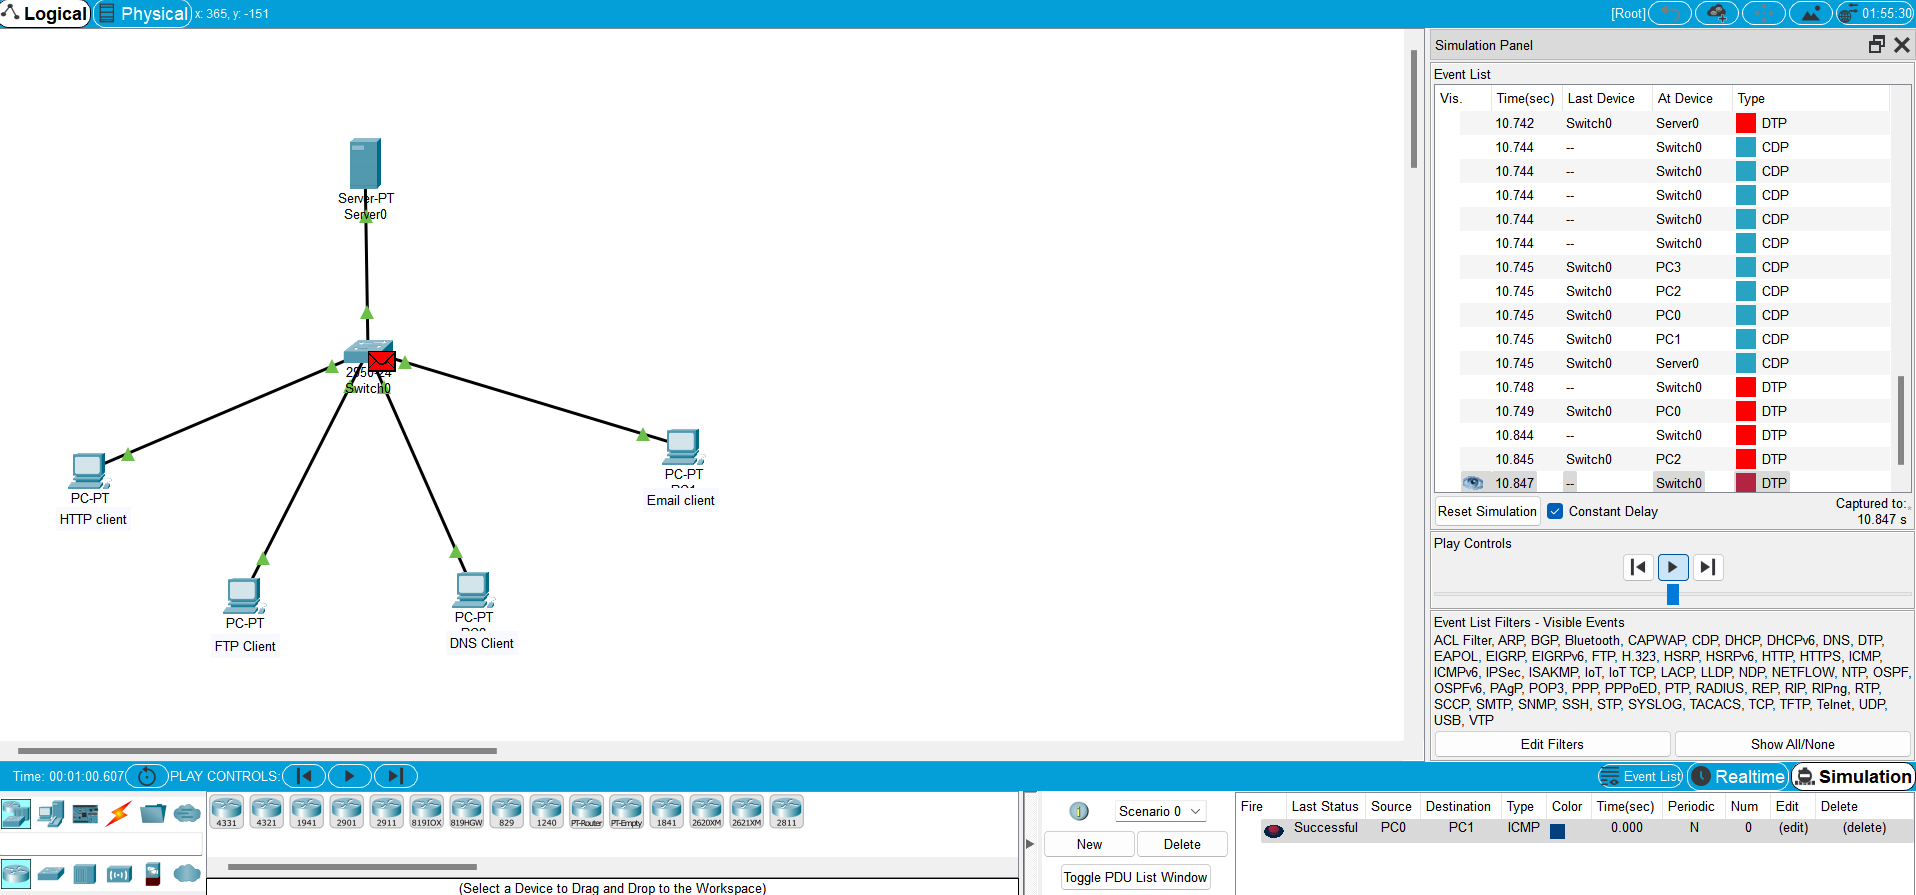 Logical
Physical
x: 365, y: -151
[Root]
01:55:30
Server-PT
Server0
2950-24
Switch0
PC-PT
HTTP client
PC-PT
FTP Client
PC-PT
DNS Client
PC-PT
PC1
Email client
Simulation Panel
Event List
Vis. Time(sec) Last Device At Device Type
10.742 Switch0 Server0 DTP
10.744 -- Switch0 CDP
10.744 -- Switch0 CDP
10.744 -- Switch0 CDP
10.744 -- Switch0 CDP
10.744 -- Switch0 CDP
10.745 Switch0 PC3 CDP
10.745 Switch0 PC2 CDP
10.745 Switch0 PC0 CDP
10.745 Switch0 PC1 CDP
10.745 Switch0 Server0 CDP
10.748 -- Switch0 DTP
10.749 Switch0 PC0 DTP
10.844 -- Switch0 DTP
10.845 Switch0 PC2 DTP
10.847 -- Switch0 DTP
Reset Simulation
Constant Delay
Captured to:
10.847 s
Play Controls
Event List Filters - Visible Events
ACL Filter, ARP, BGP, Bluetooth, CAPWAP, CDP, DHCP, DHCPv6, DNS, DTP,
EAPOL, EIGRP, EIGRPv6, FTP, H.323, HSRP, HSRPv6, HTTP, HTTPS, ICMP,
ICMPv6, IPSec, ISAKMP, IoT, IoT TCP, LACP, LLDP, NDP, NETFLOW, NTP, OSPF,
OSPFv6, PAgP, POP3, PPP, PPPoED, PTP, RADIUS, REP, RIP, RIPng, RTP,
SCCP, SMTP, SNMP, SSH, STP, SYSLOG, TACACS, TCP, TFTP, Telnet, UDP,
USB, VTP
Edit Filters
Show All/None
Time: 00:01:00.607
PLAY CONTROLS:
Event List
Realtime
Simulation
4331 4321 1941 2901 2911 819IOX 819HGW 829 1240 PT-Router PT-Empty 1841 2620XM 2621XM 2811
(Select a Device to Drag and Drop to the Workspace)
Scenario 0
New
Delete
Toggle PDU List Window
Fire Last Status Source Destination Type Color Time(sec) Periodic Num Edit Delete
Successful PC0 PC1 ICMP 0.000 N 0 (edit) (delete)